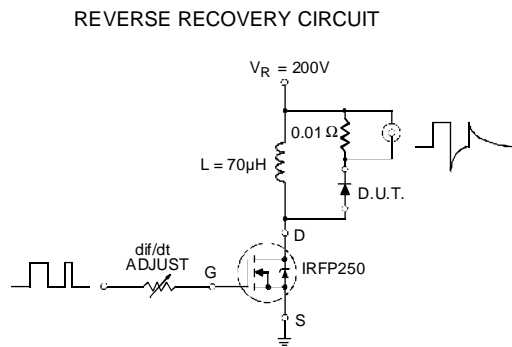 REVERSE RECOVERY CIRCUIT
V_R = 200V
0.01 Ω
L = 70µH
D.U.T.
D
dif/dt
ADJUST
G
IRFP250
S